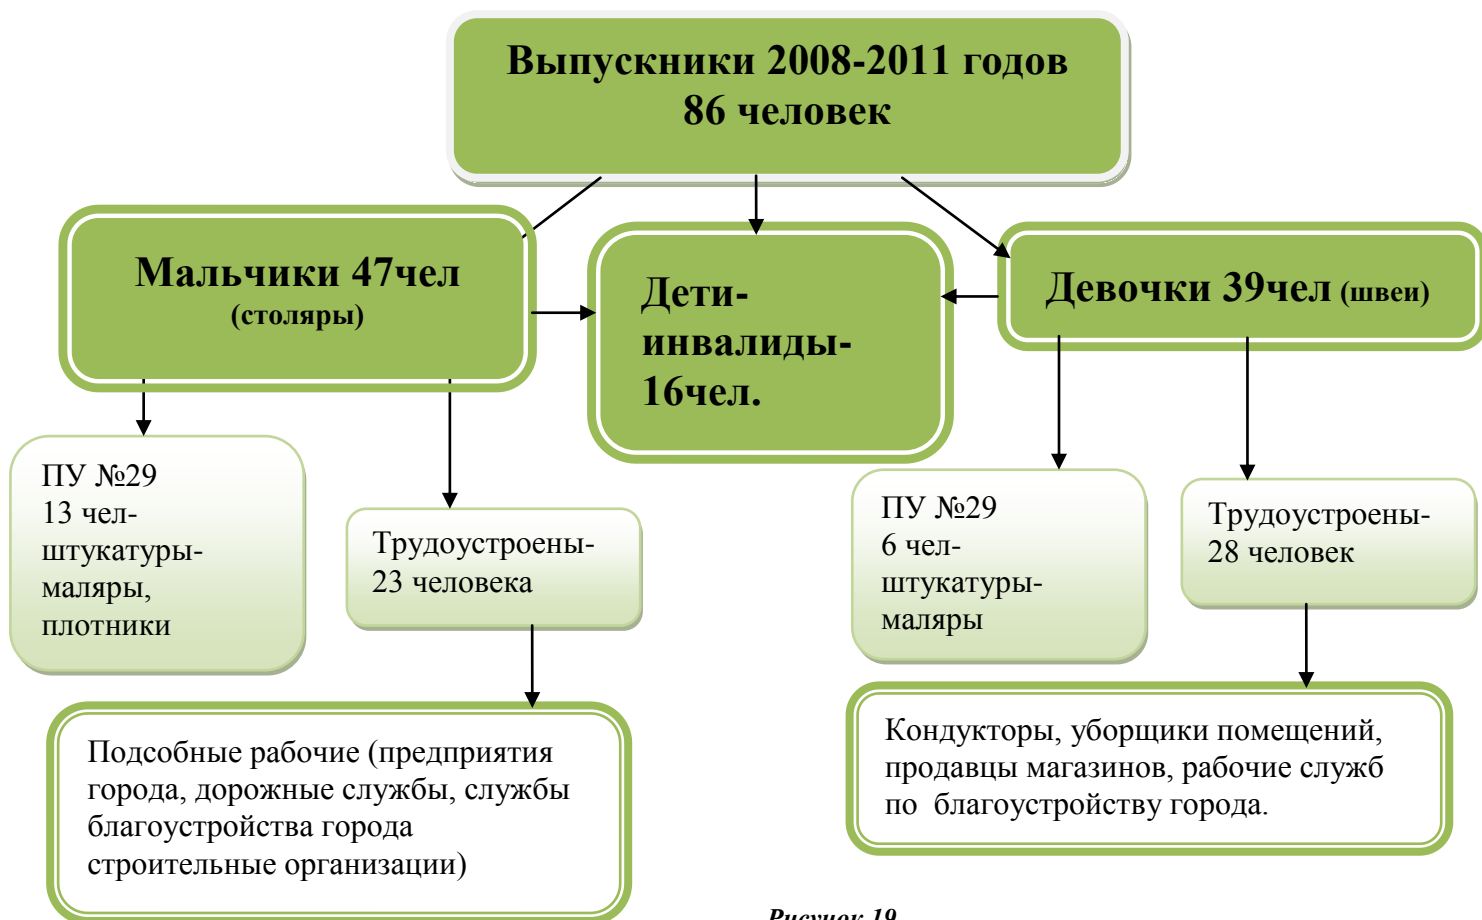 Выпускники 2008-2011 годов
86 человек
Мальчики 47чел
(столяры)
Дети-
инвалиды-
16чел.
Девочки 39чел (швеи)
ПУ №29
13 чел-
штукатуры-
маляры,
плотники
Трудоустроены-
23 человека
ПУ №29
6 чел-
штукатуры-
маляры
Трудоустроены-
28 человек
Подсобные рабочие (предприятия
города, дорожные службы, службы
благоустройства города
строительные организации)
Кондукторы, уборщики помещений,
продавцы магазинов, рабочие служб
по благоустройству города.
Рисунок 19